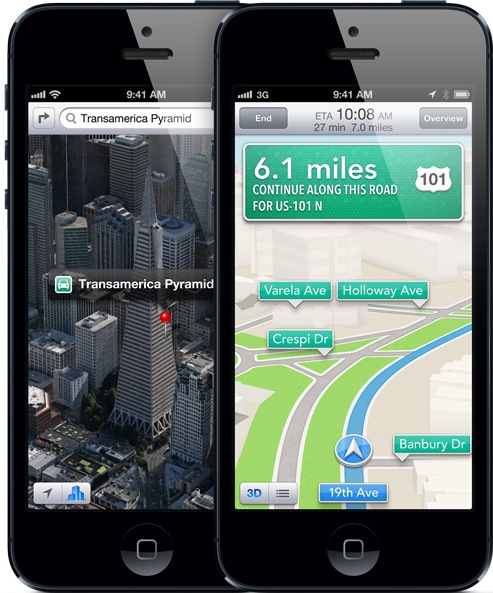 9:41 AM
Transamerica Pyramid
Transamerica Pyramid
3G
9:41 AM
End
ETA 10:08 AM
27 min 7.0 miles
Overview
6.1 miles
CONTINUE ALONG THIS ROAD
FOR US-101 N
101
Varela Ave
Holloway Ave
Crespi Dr
Banbury Dr
3D
19th Ave